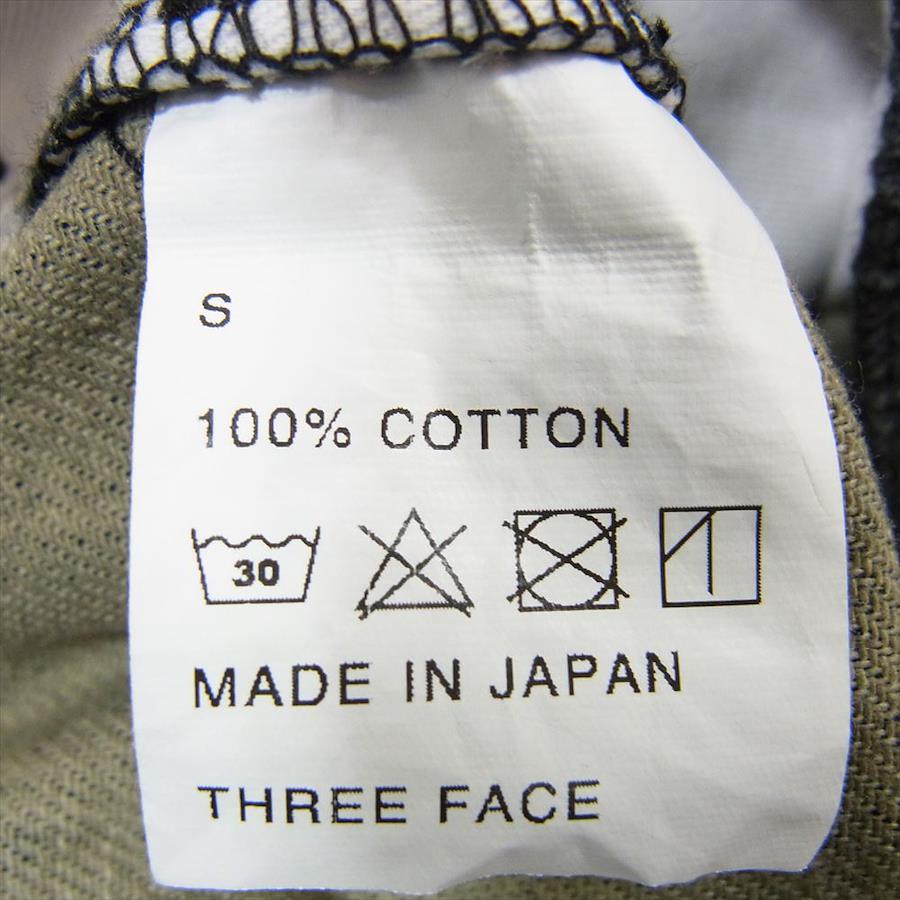 S
100% COTTON
30
MADE IN JAPAN
THREE FACE